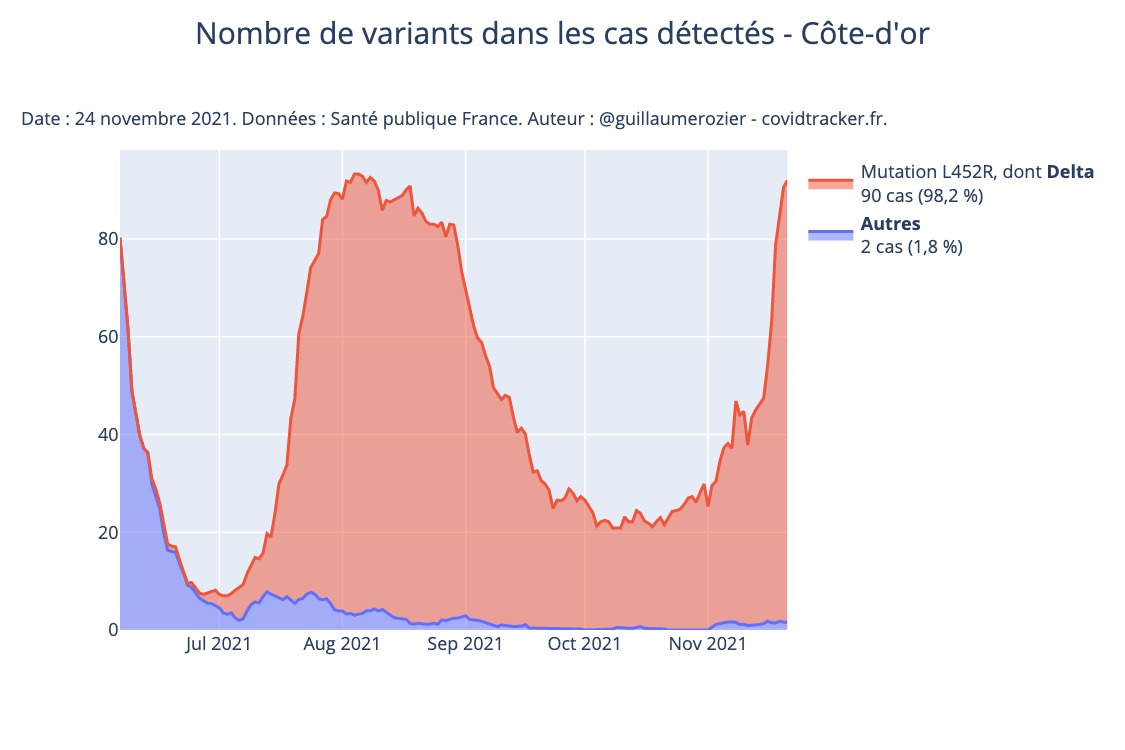 Nombre de variants dans les cas détectés - Côte-d'or
Date : 24 novembre 2021. Données : Santé publique France. Auteur : @guillaumerozier - covidtracker.fr.
Mutation L452R, dont Delta
90 cas (98,2 %)
Autres
2 cas (1,8 %)
80
60
40
20
0
Jul 2021
Aug 2021
Sep 2021
Oct 2021
Nov 2021